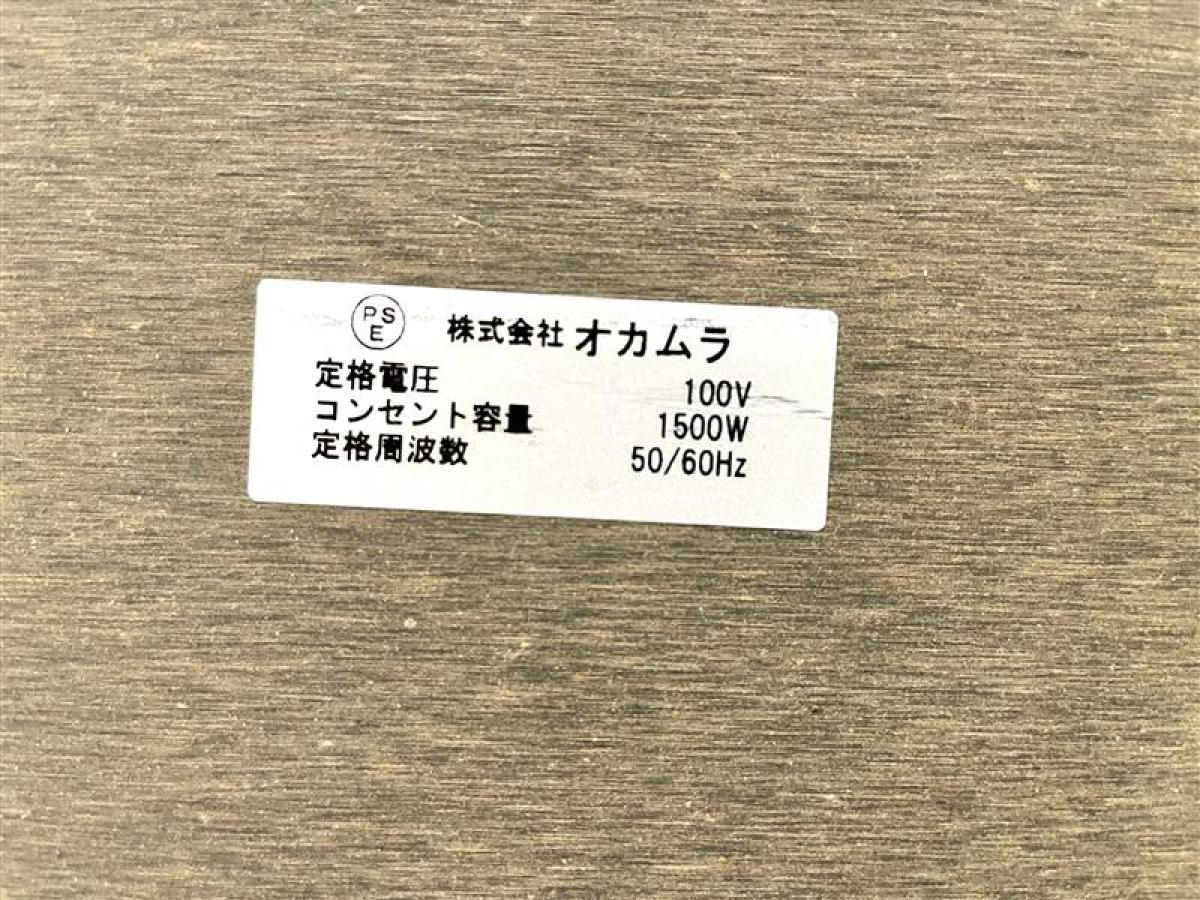 PSE 株式会社 オカムラ
定格電圧 100V
コンセント容量 1500W
定格周波数 50/60Hz